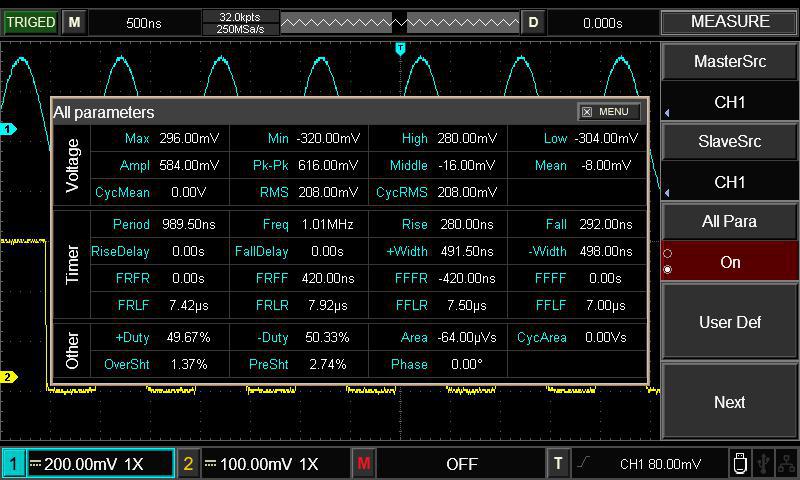 TRIGED M 500ns 32.0kpts D 0.000s MEASURE
250MSa/s
T
MasterSrc
CH1
SlaveSrc
CH1
All Para
On
User Def
Next
1
2
All parameters MENU
Voltage
Max 296.00mV Min -320.00mV High 280.00mV Low -304.00mV
Ampl 584.00mV Pk-Pk 616.00mV Middle -16.00mV Mean -8.00mV
CycMean 0.00V RMS 208.00mV CycRMS 208.00mV
Timer
Period 989.50ns Freq 1.01MHz Rise 280.00ns Fall 292.00ns
RiseDelay 0.00s FallDelay 0.00s +Width 491.50ns -Width 498.00ns
FRFR 0.00s FRFF 420.00ns FFFR -420.00ns FFFF 0.00s
FRLF 7.42µs FRLR 7.92µs FFLR 7.50µs FFLF 7.00µs
Other
+Duty 49.67% -Duty 50.33% Area -64.00µVs CycArea 0.00Vs
OverSht 1.37% PreSht 2.74% Phase 0.00°
1 200.00mV 1X 2 100.00mV 1X M OFF T CH1 80.00mV